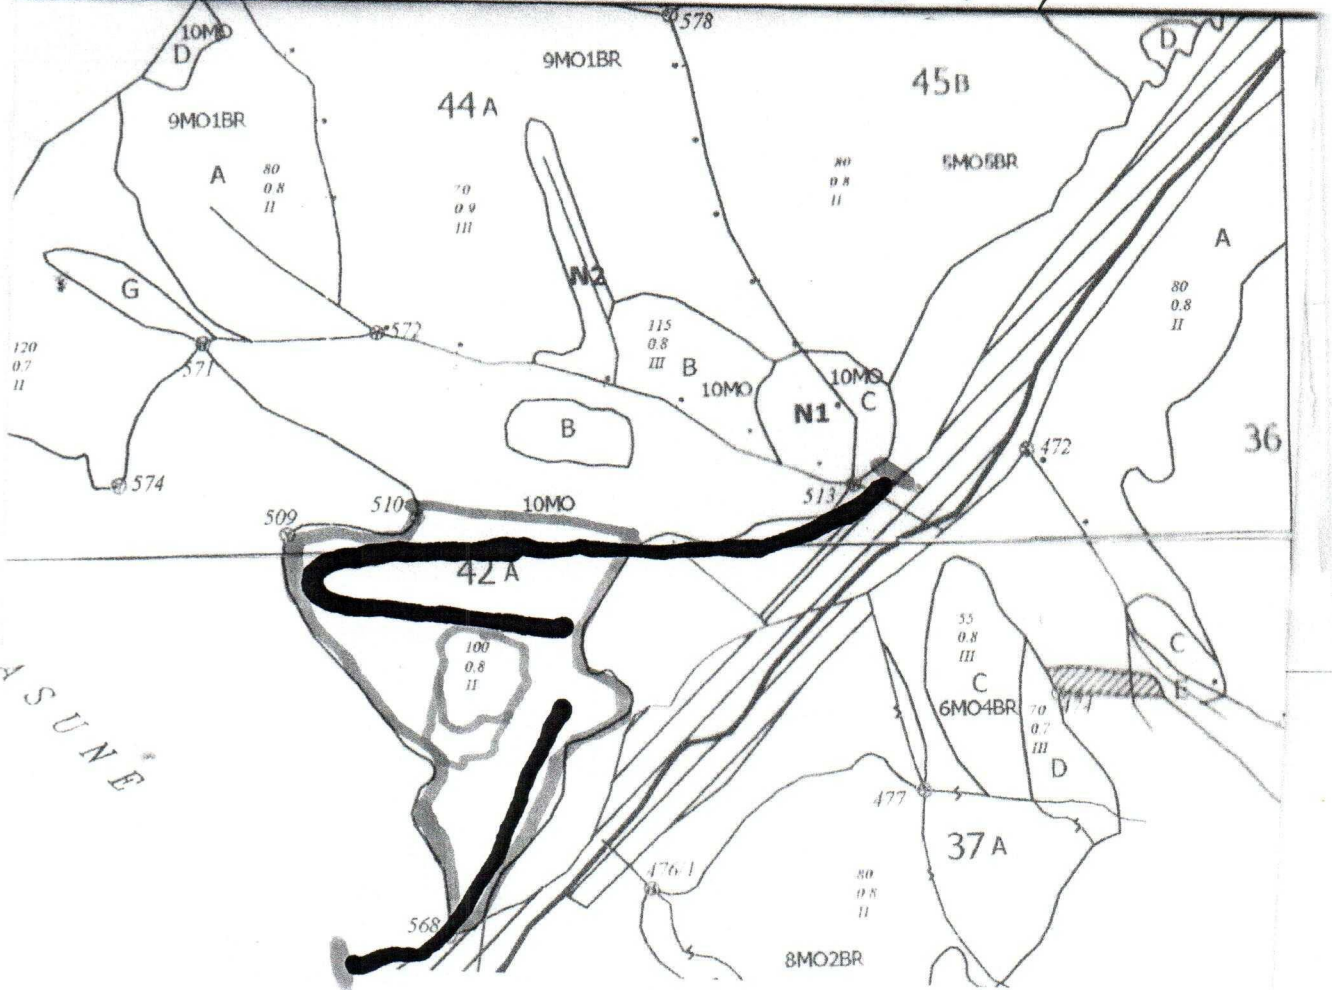 10MO
D
578
9MO1BR
D
45B
44A
9MO1BR
80
0.8
II
5MO5BR
A
80
0.8
II
70
0.9
III
A
N2
G
80
0.8
II
572
115
0.8
III
120
0.7
II
571
B
10MO
10MO
C
N1
B
36
472
574
513
510
10MO
509
42A
55
0.8
III
100
0.8
II
C
C
E
6MO4BR
70
0.7
III
A SUNE
D
477
37A
476/1
80
0.8
II
568
8MO2BR